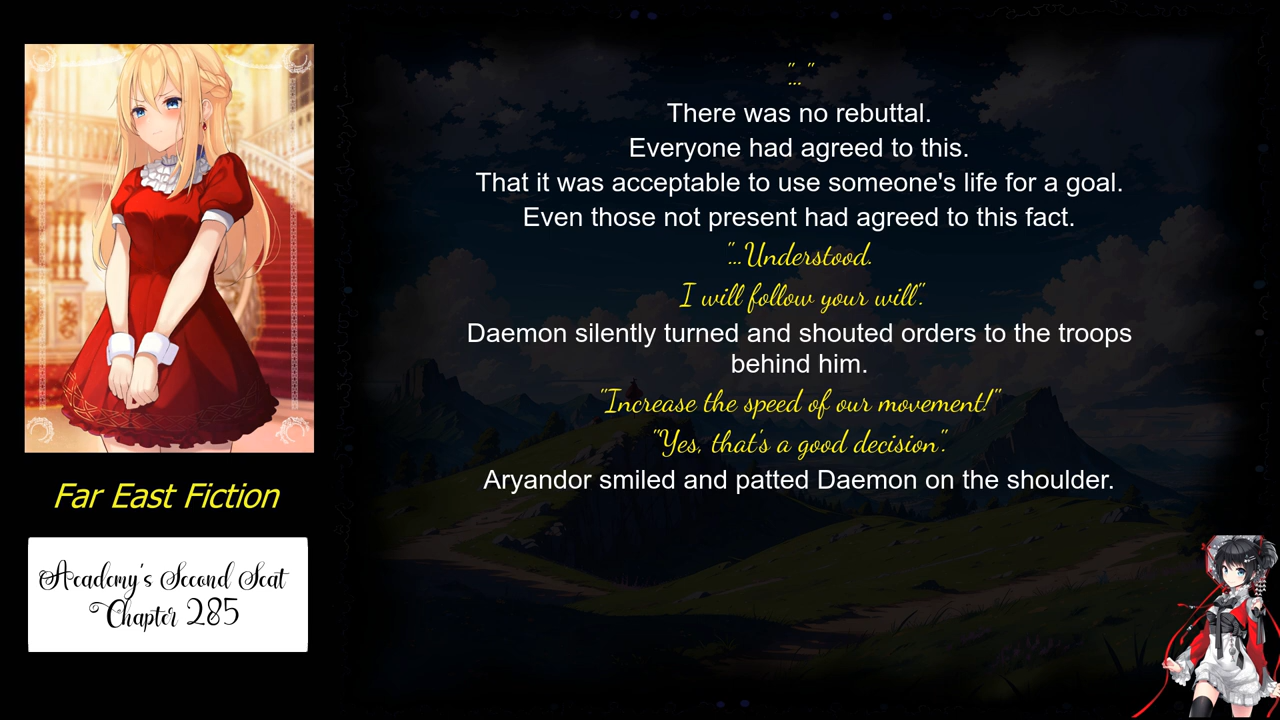 "..."
There was no rebuttal.
Everyone had agreed to this.
That it was acceptable to use someone's life for a goal.
Even those not present had agreed to this fact.
"...Understood.
I will follow your will".
Daemon silently turned and shouted orders to the troops
behind him.
"Increase the speed of our movement!"
"Yes, that's a good decision".
Aryandor smiled and patted Daemon on the shoulder.
Far East Fiction
Academy's Second Seat
Chapter 285